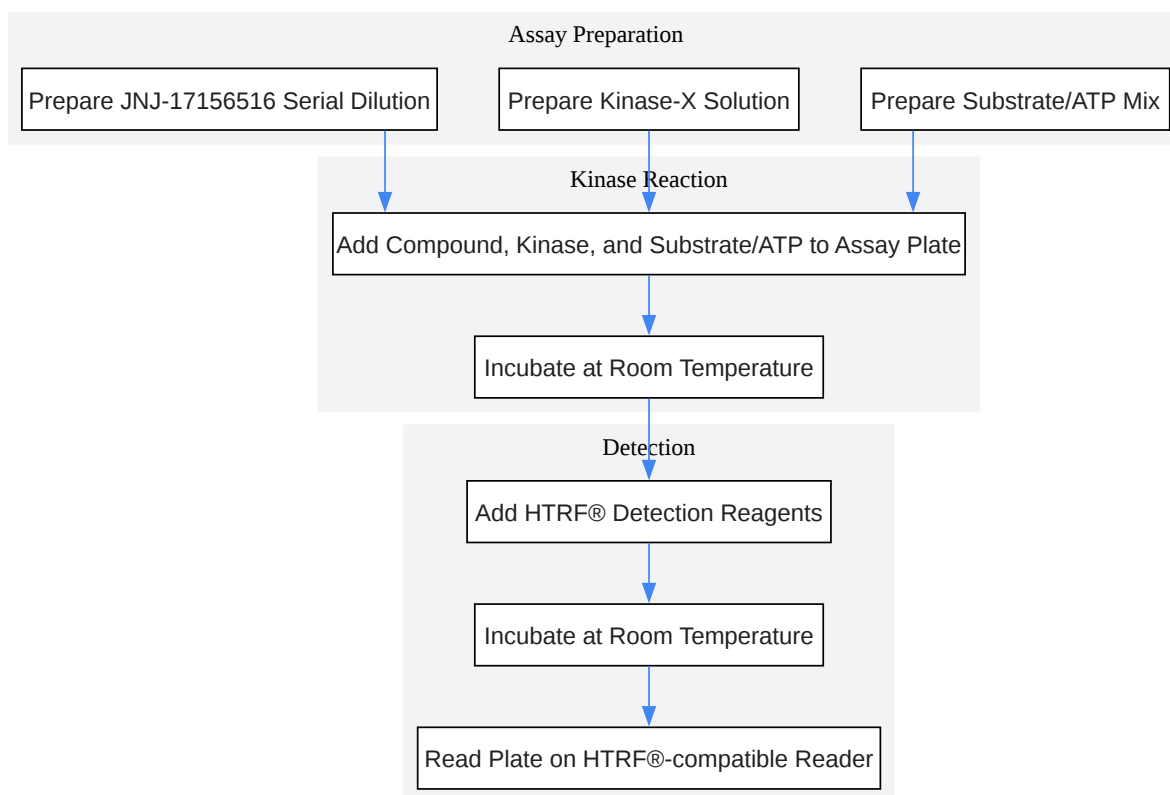 Assay Preparation
Prepare JNJ-17156516 Serial Dilution
Prepare Kinase-X Solution
Prepare Substrate/ATP Mix
Kinase Reaction
Add Compound, Kinase, and Substrate/ATP to Assay Plate
Incubate at Room Temperature
Detection
Add HTRF® Detection Reagents
Incubate at Room Temperature
Read Plate on HTRF®-compatible Reader